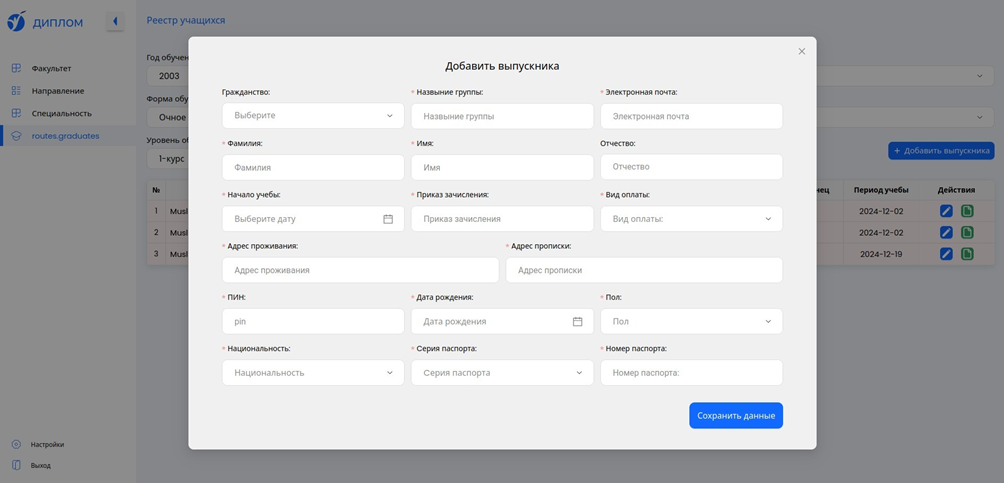 ДИПЛОМ
Реестр учащихся
Факультет
Направление
Специальность
routes.graduates
Настройки
Выход
Год обучен
2003
Форма обу
Очное
Уровень об
1-курс
+ Добавить выпускника
№
нец
Период учебы
Действия
1 Musl 2024-12-02
2 Musl 2024-12-02
3 Musl 2024-12-19
Добавить выпускника
Гражданство: * Назвыние группы: * Электронная почта:
Выберите Назвыние группы Электронная почта
* Фамилия: * Имя: Отчество:
Фамилия Имя Отчество
* Начало учебы: * Приказ зачисления: * Вид оплаты:
Выберите дату Приказ зачисления Вид оплаты:
* Адрес проживания: * Адрес прописки:
Адрес проживания Адрес прописки
* ПИН: * Дата рождения: * Пол:
pin Дата рождения Пол
* Национальность: * Серия паспорта: * Номер паспорта:
Национальность Серия паспорта Номер паспорта:
Сохранить данные